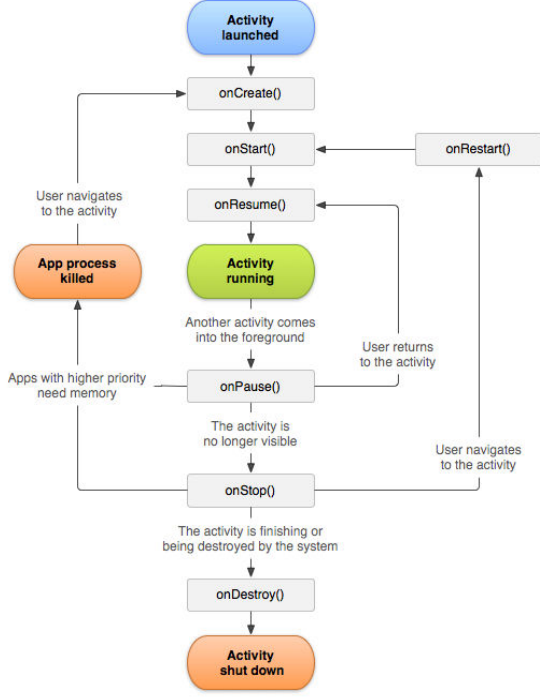 Activity
launched
onCreate()
onStart()
onRestart()
User navigates
to the activity
onResume()
App process
killed
Activity
running
Another activity comes
into the foreground
User returns
to the activity
Apps with higher priority
need memory
onPause()
The activity is
no longer visible
User navigates
to the activity
onStop()
The activity is finishing or
being destroyed by the system
onDestroy()
Activity
shut down